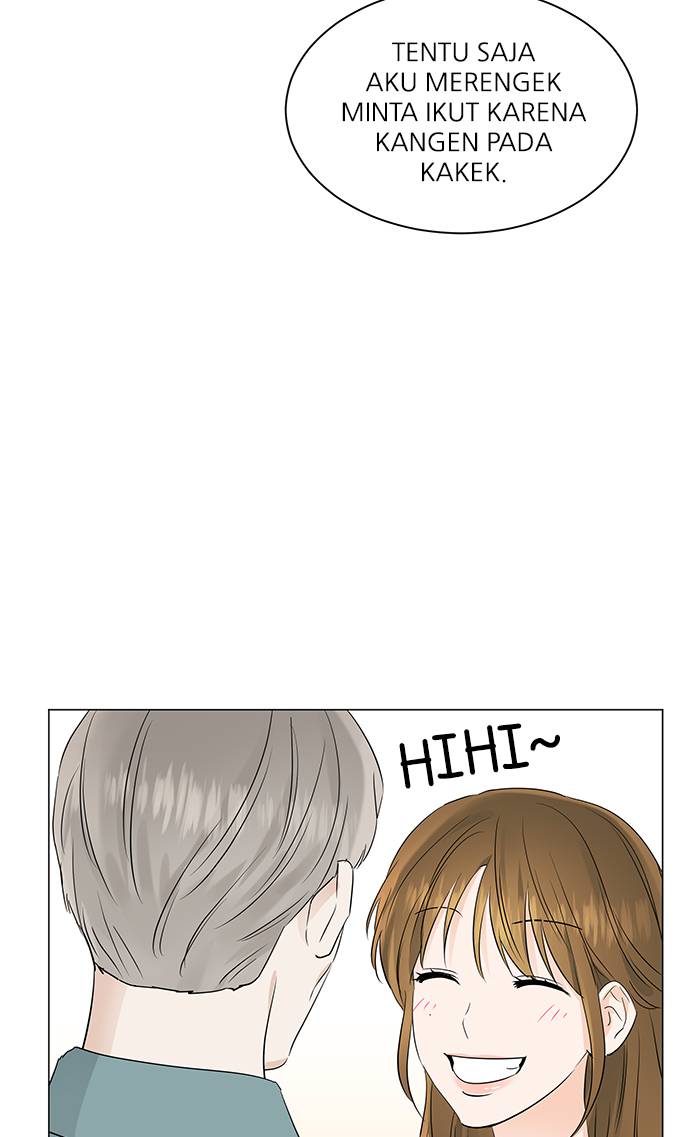 TENTU SAJA
AKU MERENGEK
MINTA IKUT KARENA
KANGEN PADA
KAKEK.
HIHI~